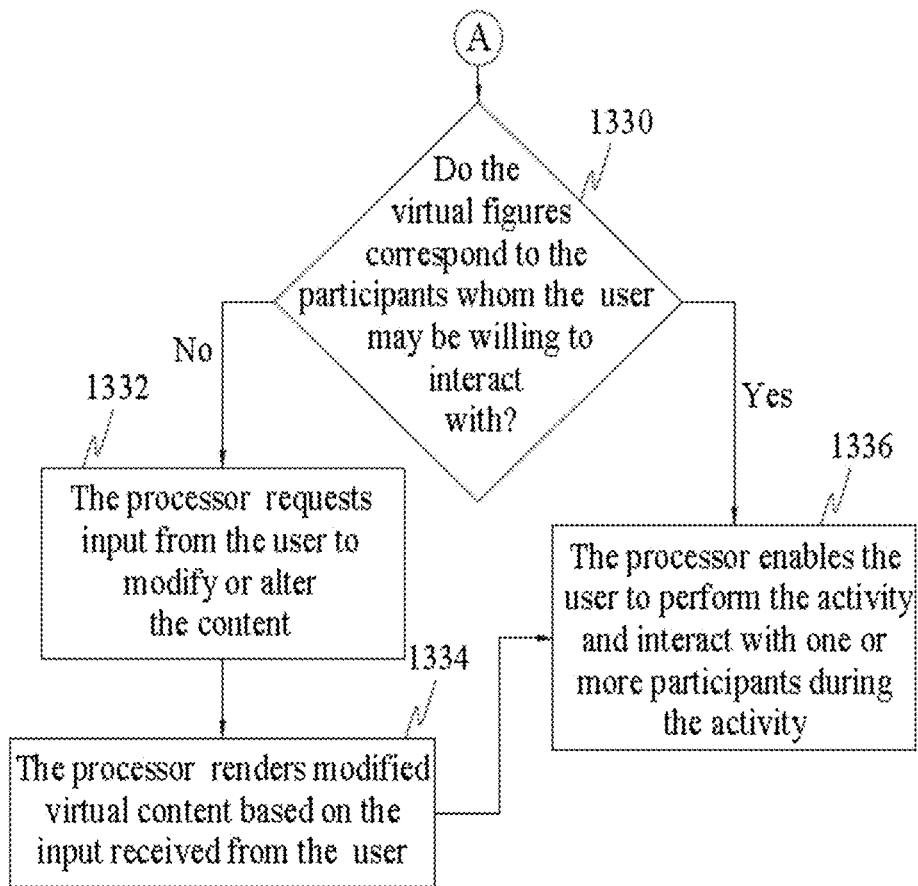 A
1330
Do the
virtual figures
correspond to the
participants whom the user
may be willing to
interact
with?
No
Yes
1332
The processor requests
input from the user to
modify or alter
the content
1334
The processor renders modified
virtual content based on the
input received from the user
1336
The processor enables the
user to perform the activity
and interact with one or
more participants during
the activity